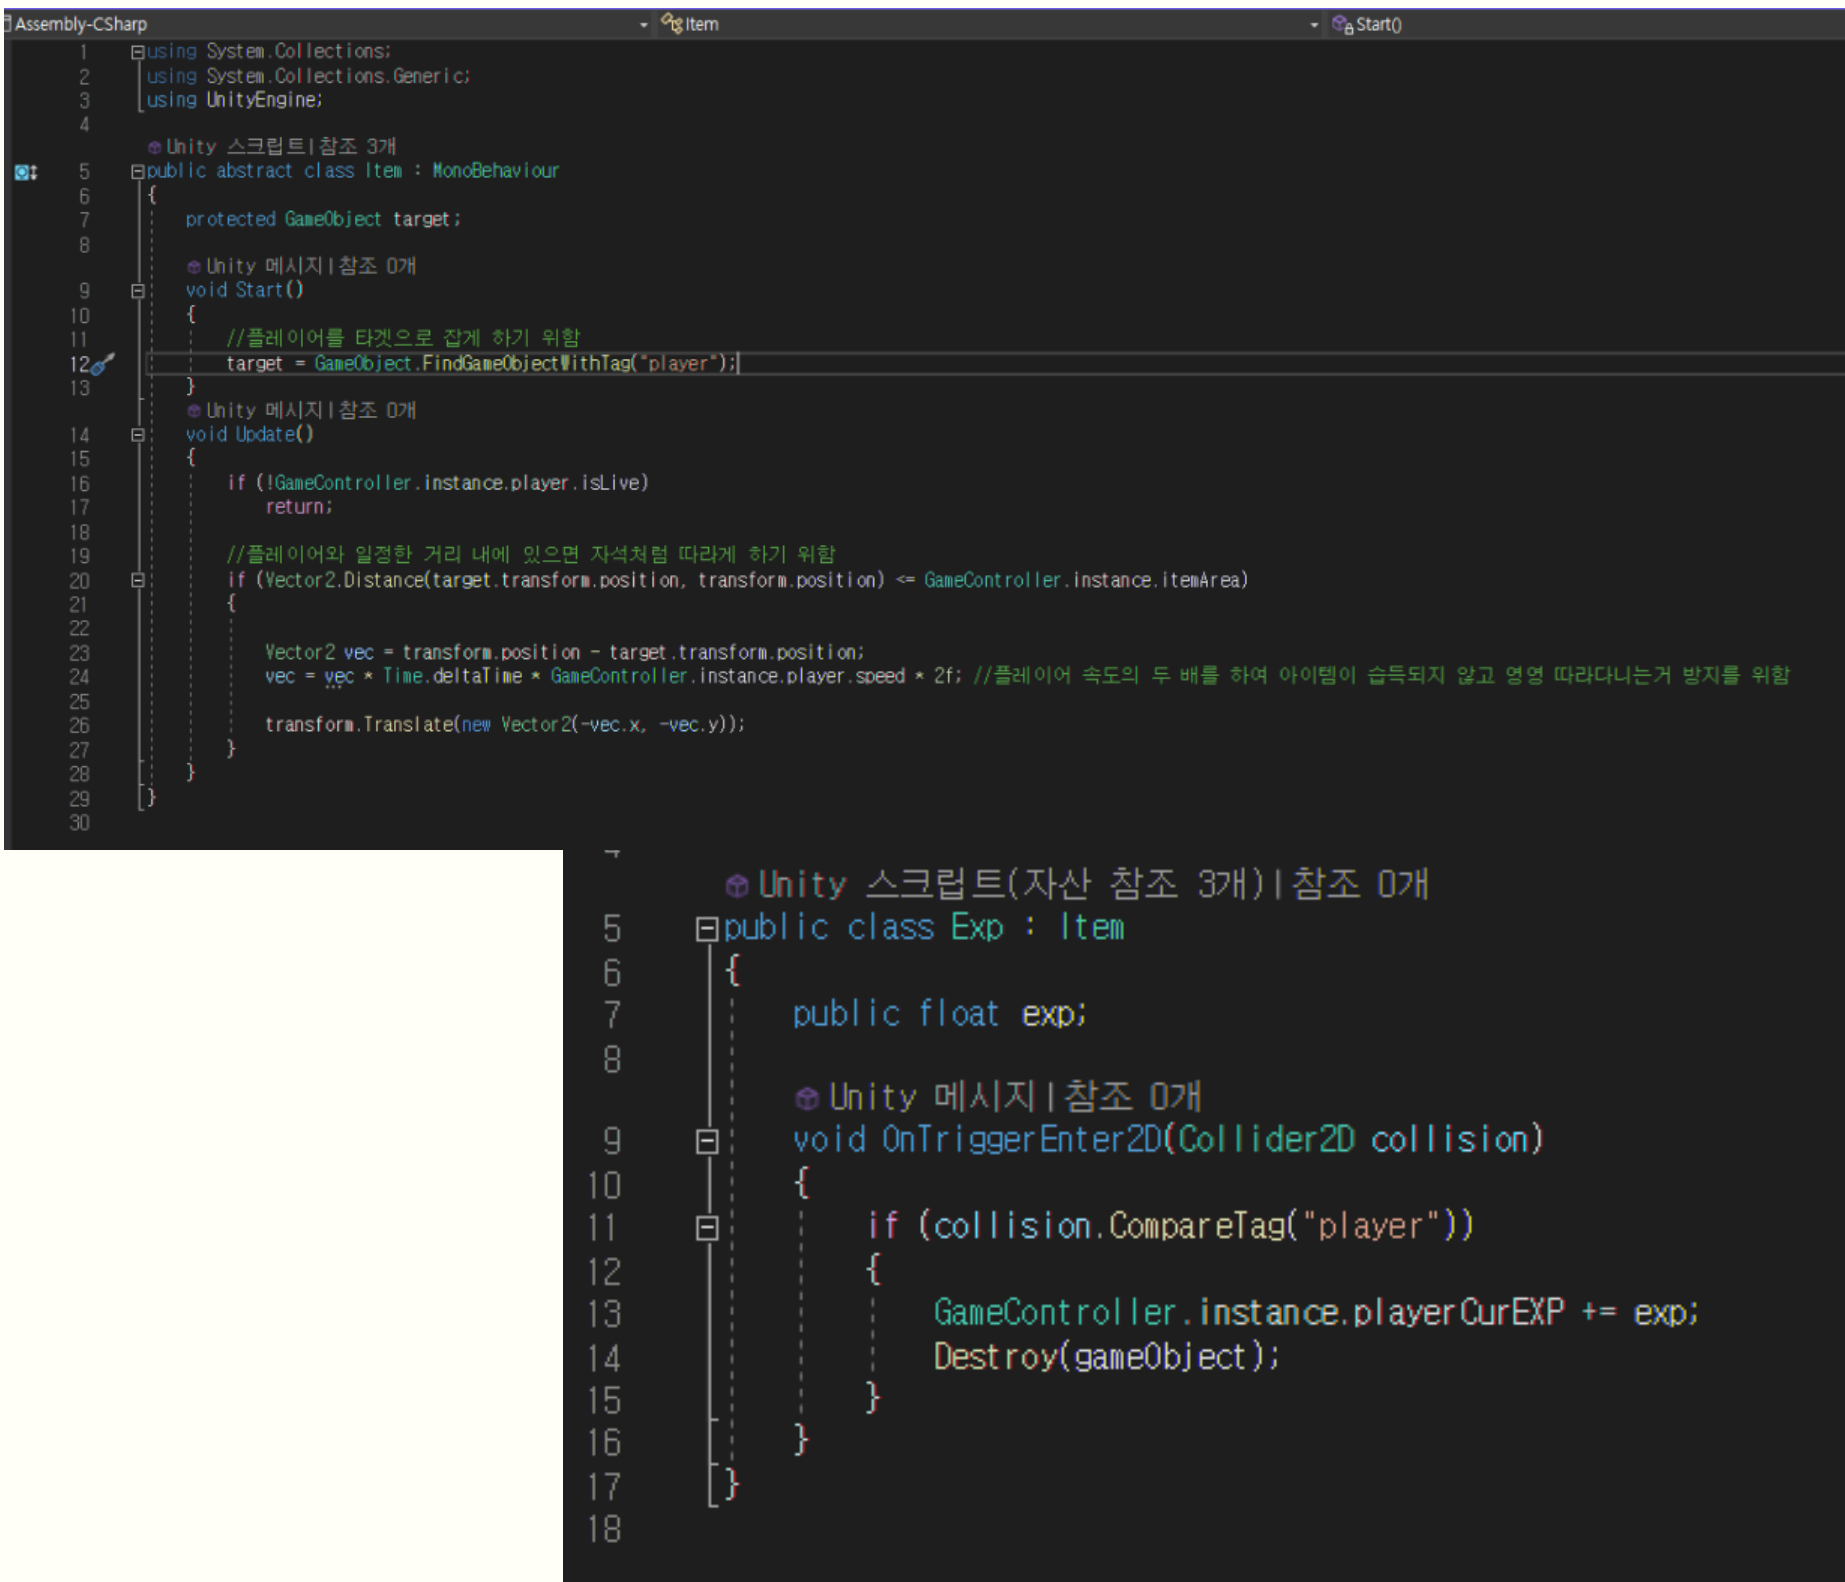 Assembly-CSharp Item Start()
1 using System.Collections;
2 using System.Collections.Generic;
3 using UnityEngine;
4
Unity 스크립트|참조 3개
5 public abstract class Item : MonoBehaviour
6 {
7 protected GameObject target;
8
Unity 메시지|참조 0개
9 void Start()
10 {
11 //플레이어를 타겟으로 잡게 하기 위함
12 target = GameObject.FindGameObjectWithTag("player");
13 }
Unity 메시지|참조 0개
14 void Update()
15 {
16 if (!GameController.instance.player.isLive)
17 return;
18
19 //플레이어와 일정한 거리 내에 있으면 자석처럼 따라게 하기 위함
20 if (Vector2.Distance(target.transform.position, transform.position) <= GameController.instance.itemArea)
21 {
22
23 Vector2 vec = transform.position - target.transform.position;
24 vec = vec * Time.deltaTime * GameController.instance.player.speed * 2f; //플레이어 속도의 두 배를 하여 아이템이 습득되지 않고 영영 따라다니는거 방지를 위함
25
26 transform.Translate(new Vector2(-vec.x, -vec.y));
27 }
28 }
29 }
30
Unity 스크립트(자산 참조 3개)|참조 0개
5 public class Exp : Item
6 {
7 public float exp;
8
Unity 메시지|참조 0개
9 void OnTriggerEnter2D(Collider2D collision)
10 {
11 if (collision.CompareTag("player"))
12 {
13 GameController.instance.playerCurEXP += exp;
14 Destroy(gameObject);
15 }
16 }
17 }
18